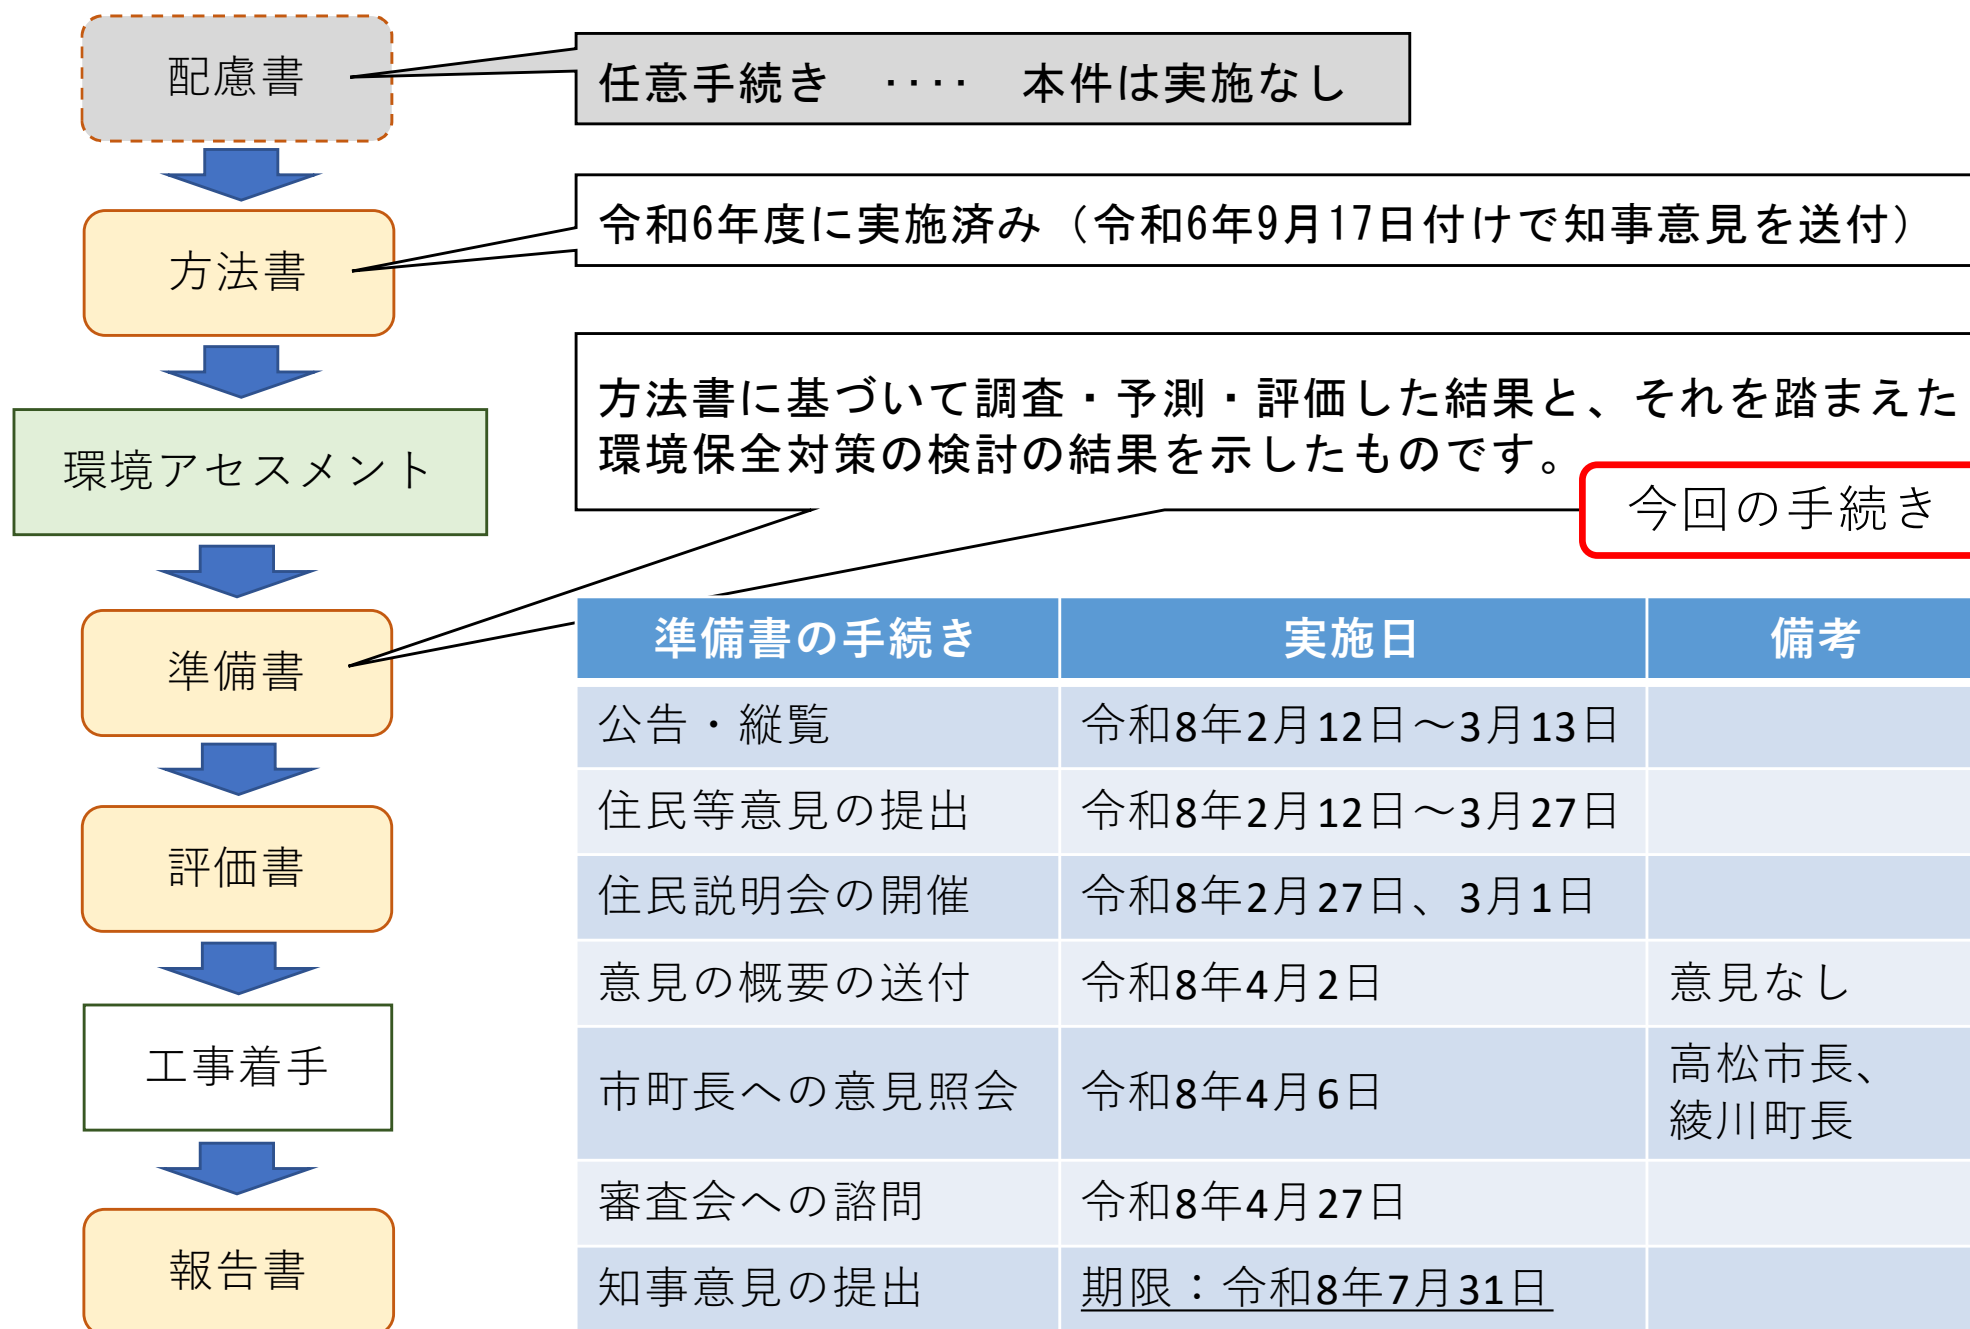 配慮書
任意手続き　‥‥　本件は実施なし
方法書
令和6年度に実施済み（令和6年9月17日付けで知事意見を送付）
環境アセスメント
方法書に基づいて調査・予測・評価した結果と、それを踏まえた
環境保全対策の検討の結果を示したものです。
今回の手続き
準備書
評価書
工事着手
報告書
準備書の手続き 実施日 備考
公告・縦覧 令和8年2月12日～3月13日
住民等意見の提出 令和8年2月12日～3月27日
住民説明会の開催 令和8年2月27日、3月1日
意見の概要の送付 令和8年4月2日 意見なし
市町長への意見照会 令和8年4月6日 高松市長、
綾川町長
審査会への諮問 令和8年4月27日
知事意見の提出 期限：令和8年7月31日